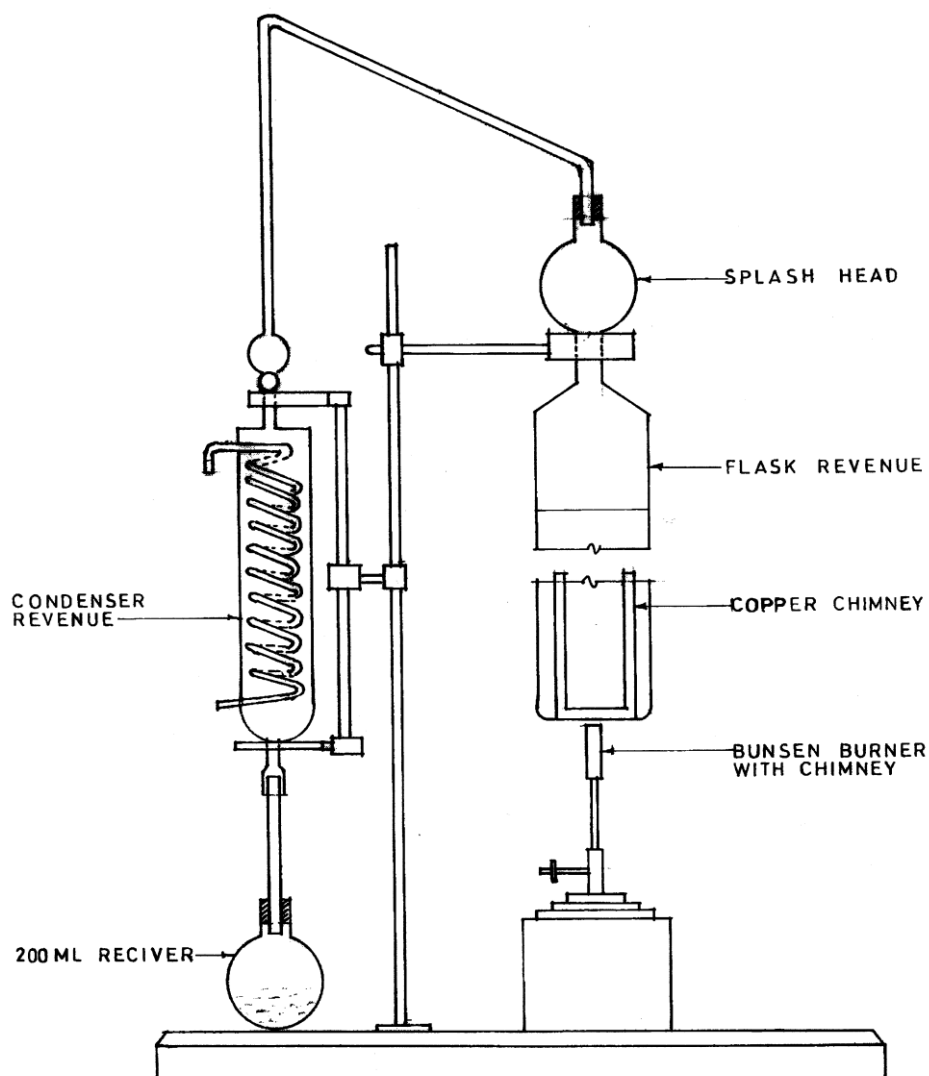 SPLASH HEAD
FLASK REVENUE
CONDENSER
REVENUE
COPPER CHIMNEY
BUNSEN BURNER
WITH CHIMNEY
200 ML RECIVER